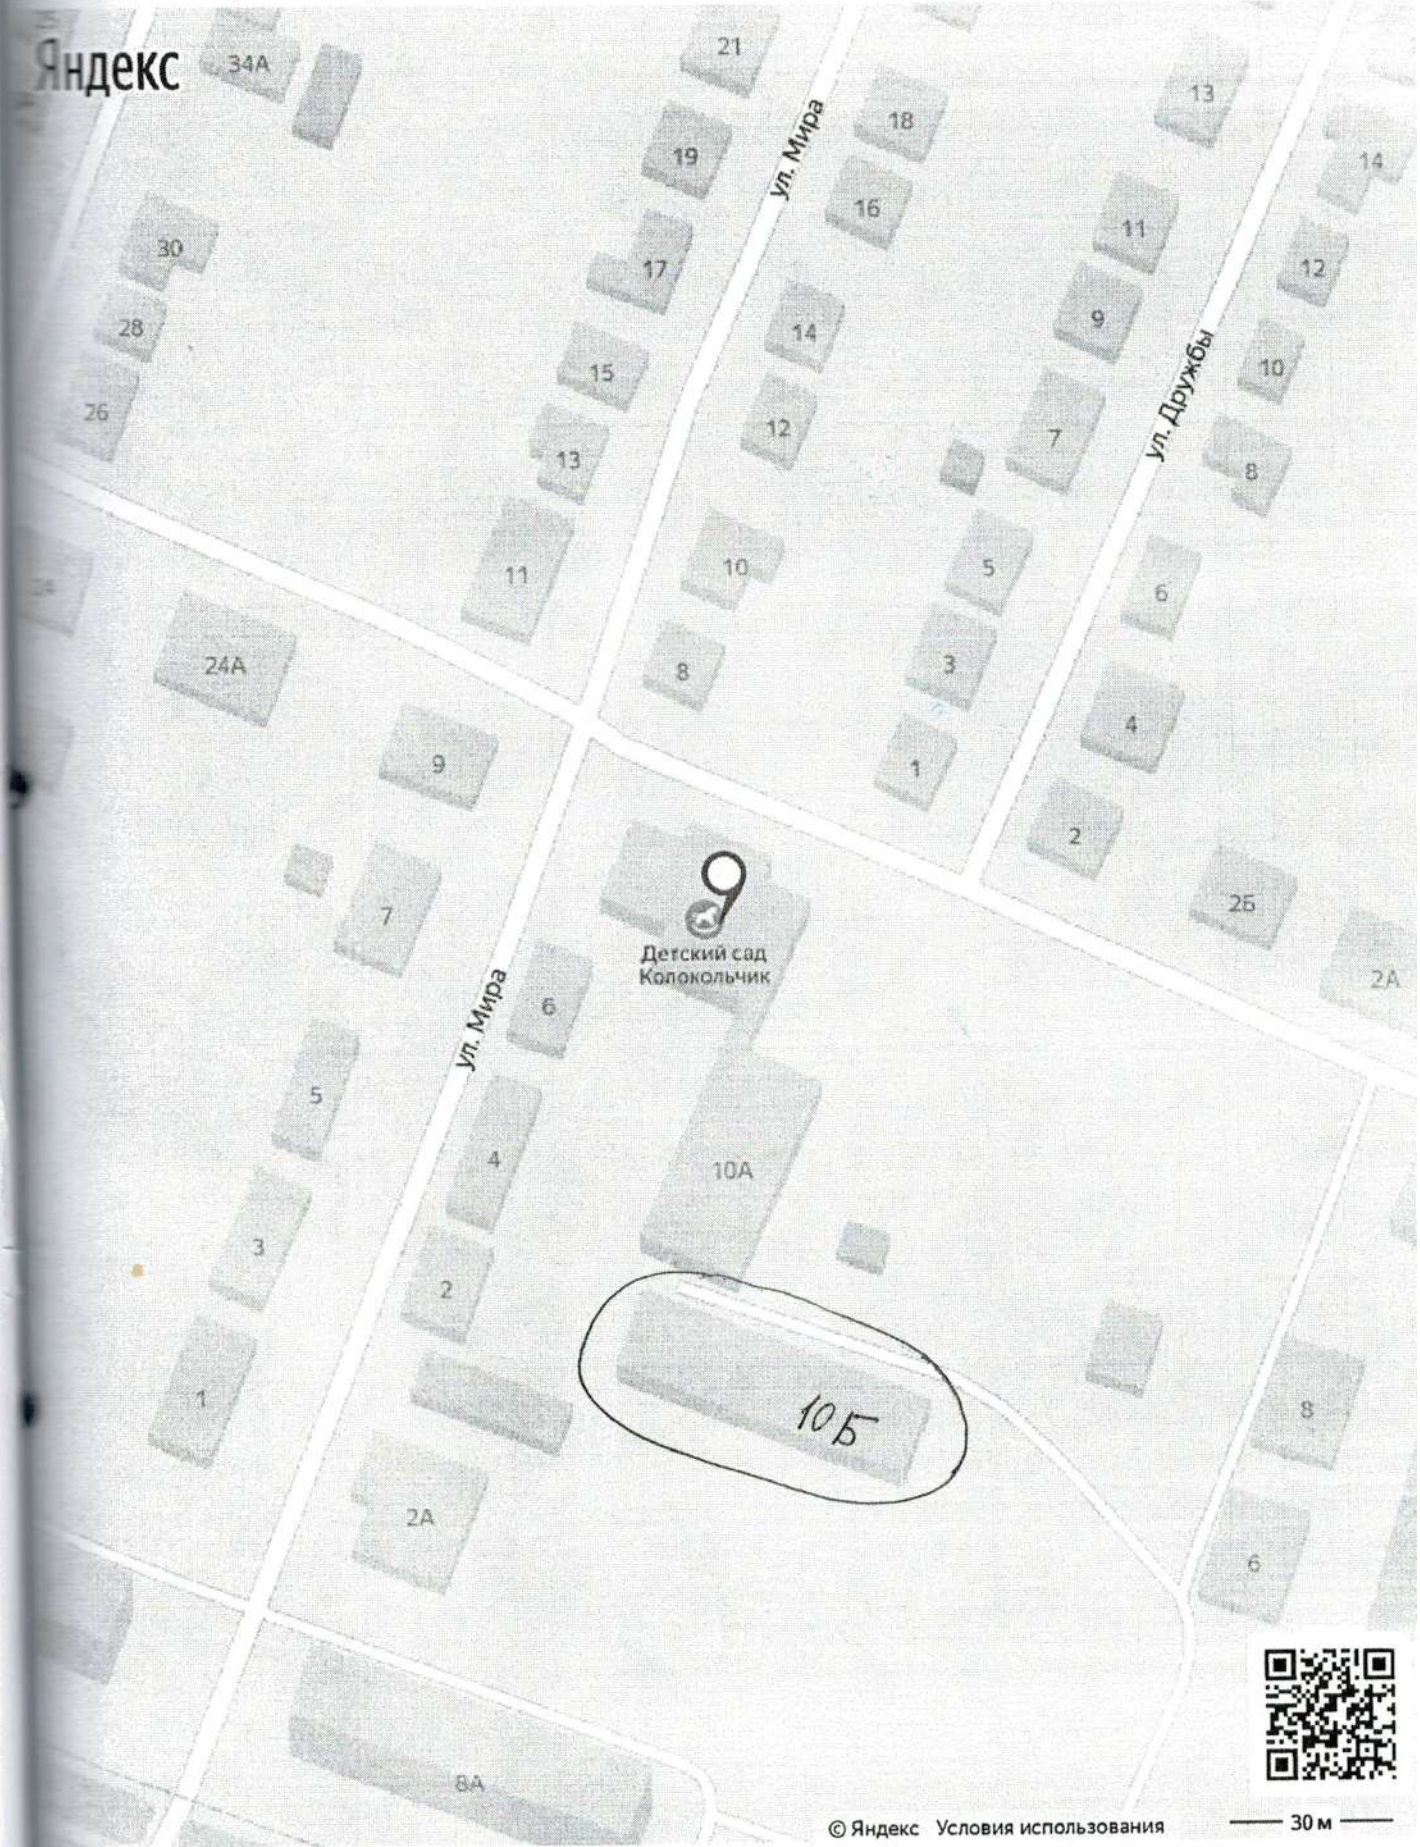 Яндекс
34А
21
ул. Мира
18
13
14
19
16
11
12
30
17
28
14
9
10
15
ул. Дружбы
26
12
7
8
13
11
10
5
6
24А
8
3
4
9
1
2
2Б
7
Детский сад
Колокольчик
2А
6
ул. Мира
5
4
10А
3
2
1
10Б
8
2А
6
8А
© Яндекс Условия использования
30 м